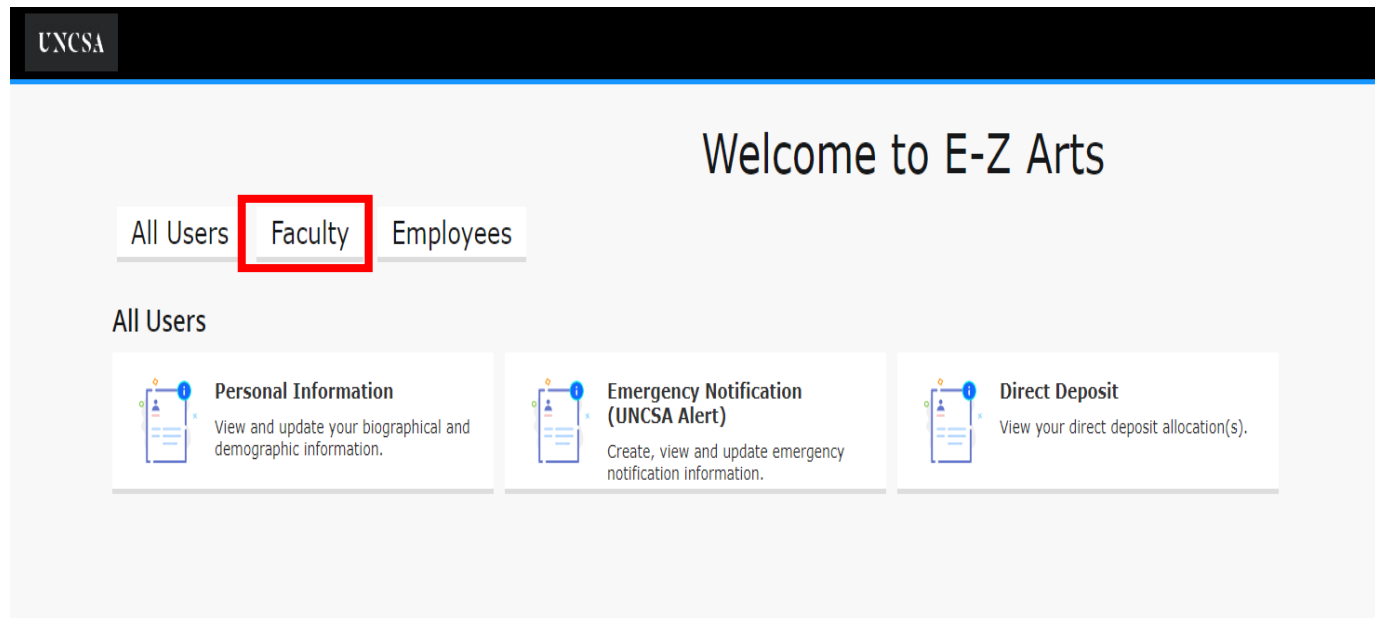 UNCSA
Welcome to E-Z Arts
All Users Faculty Employees
All Users
Personal Information
View and update your biographical and
demographic information.
Emergency Notification
(UNCSA Alert)
Create, view and update emergency
notification information.
Direct Deposit
View your direct deposit allocation(s).